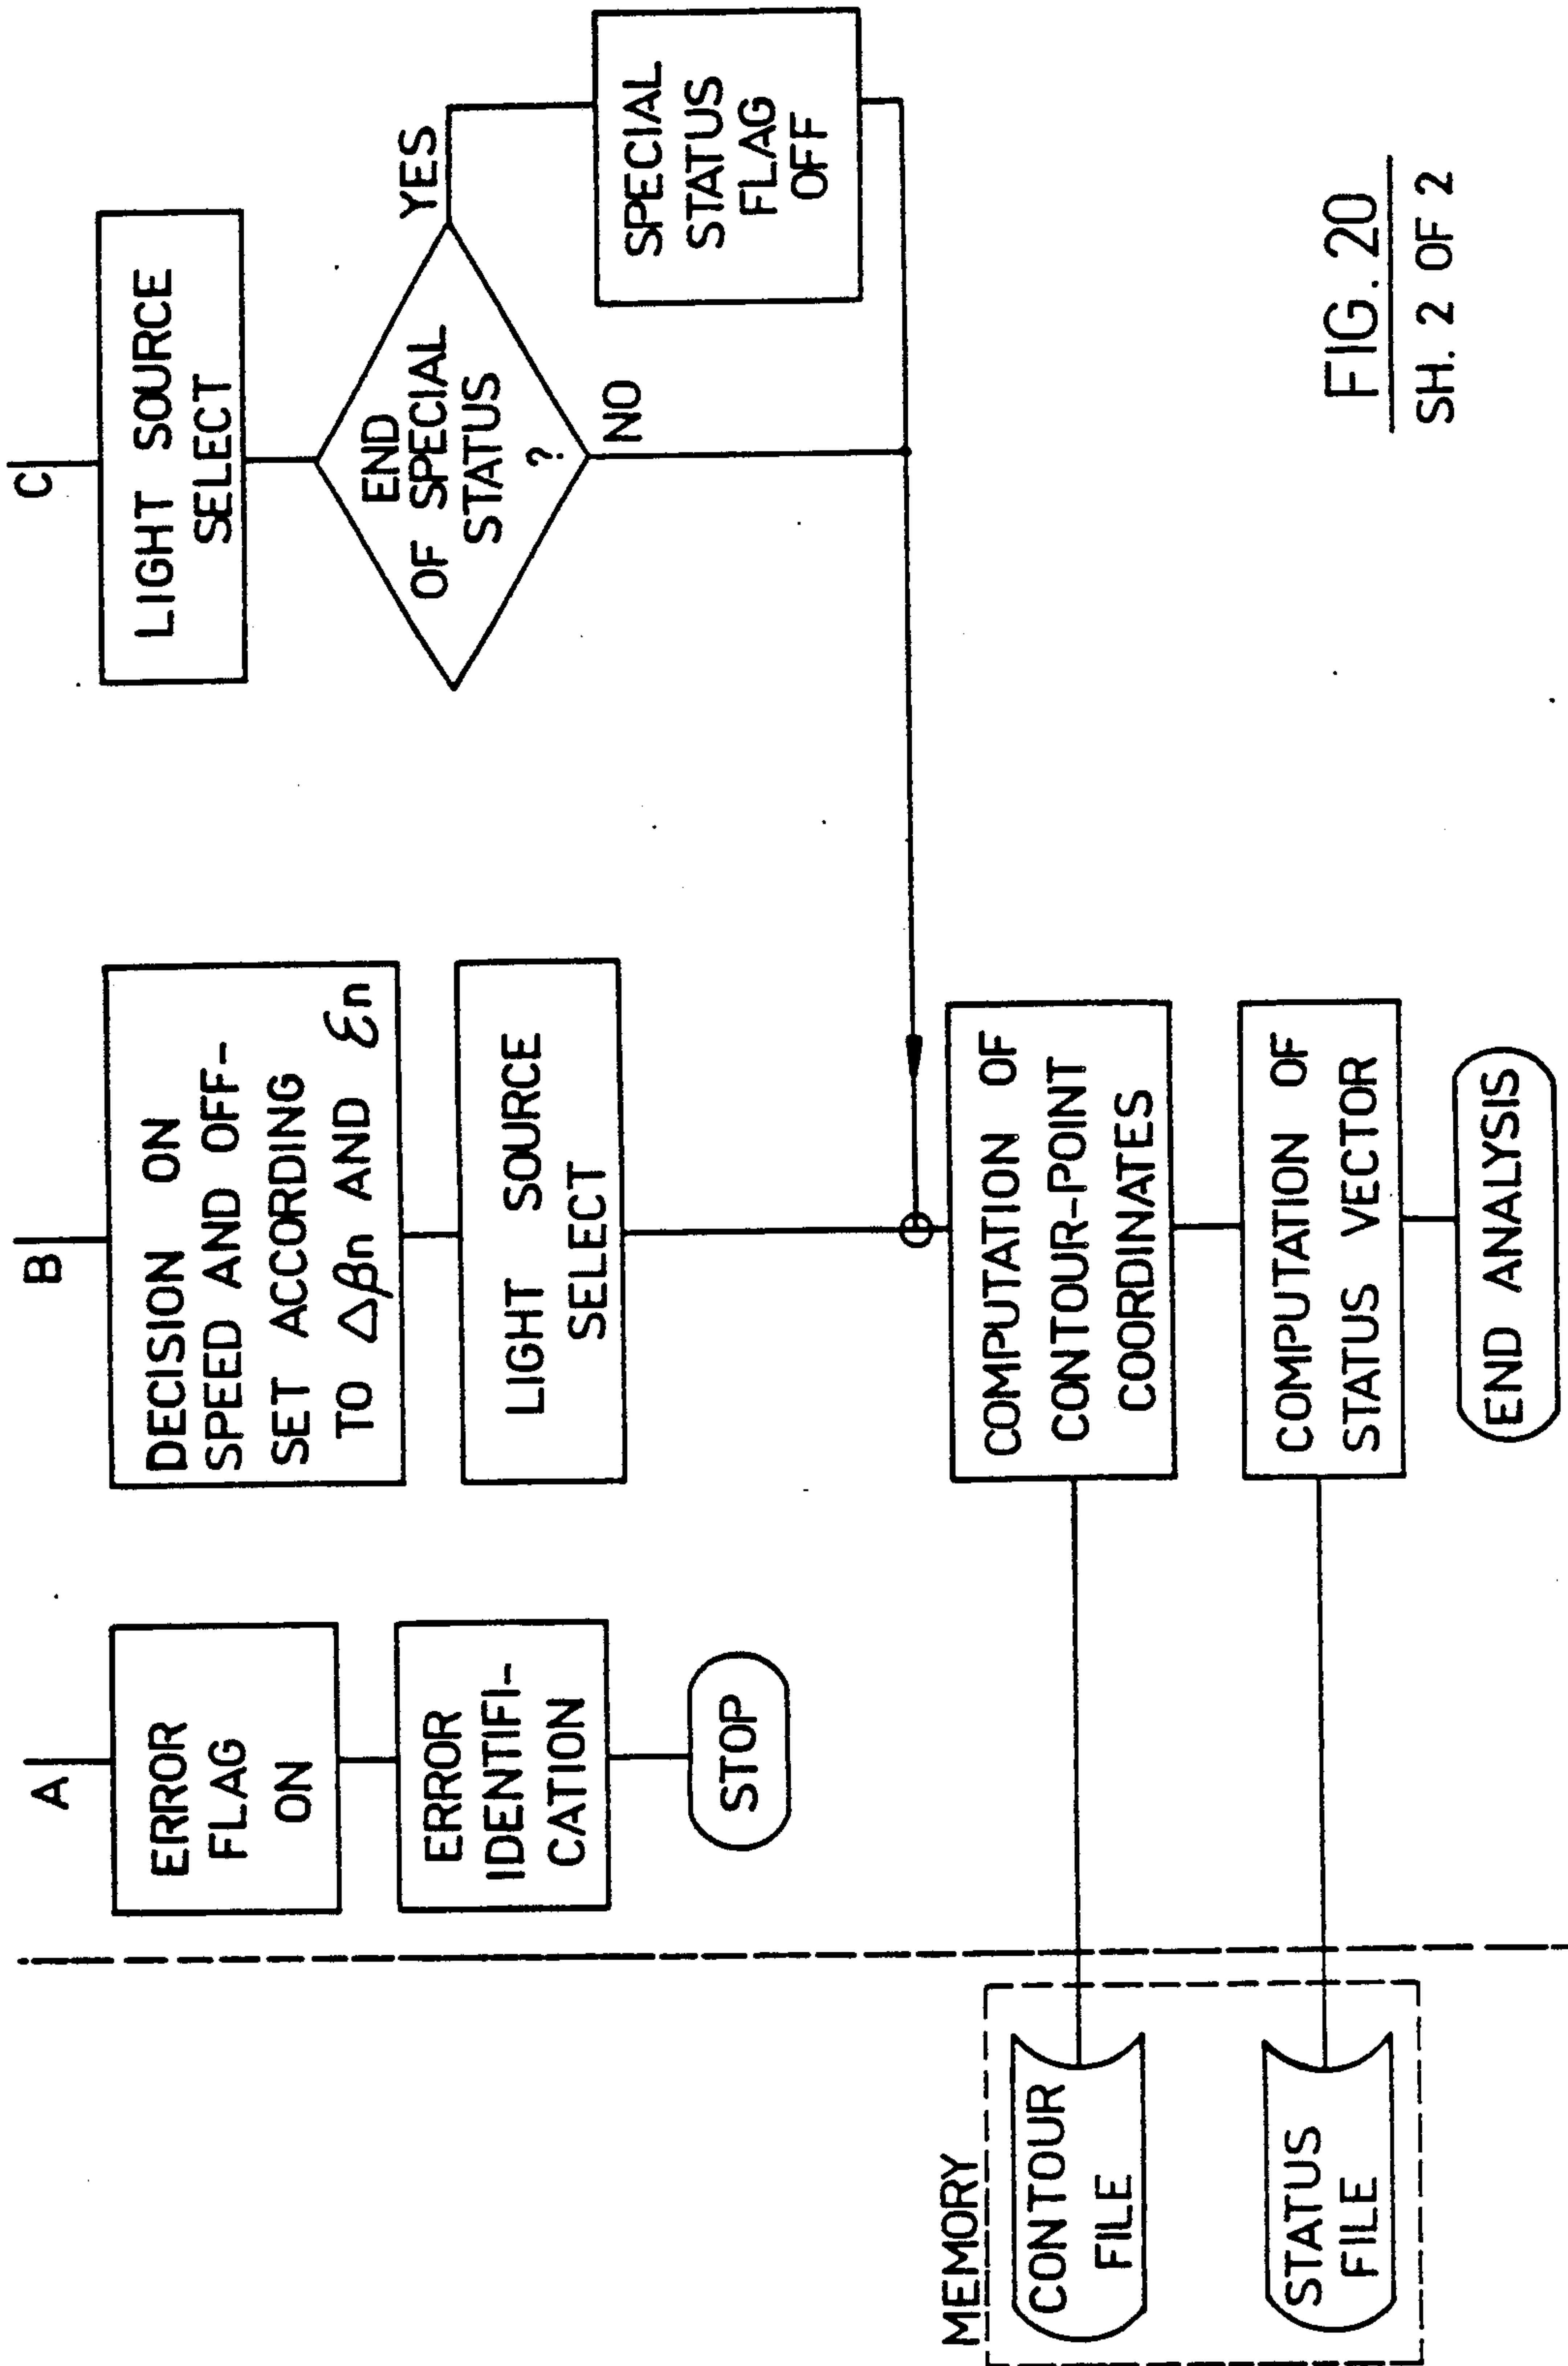 A
ERROR
FLAG
ON
ERROR
IDENTIFI-
CATION
STOP
B
DECISION ON
SPEED AND OFF-
SET ACCORDING
TO Δβn AND Ɛn
LIGHT SOURCE
SELECT
C
LIGHT SOURCE
SELECT
END
OF SPECIAL
STATUS
?
YES
NO
SPECIAL
STATUS
FLAG
OFF
COMPUTATION OF
CONTOUR-POINT
COORDINATES
COMPUTATION OF
STATUS VECTOR
END ANALYSIS
MEMORY
CONTOUR
FILE
STATUS
FILE
FIG. 20
SH. 2 OF 2